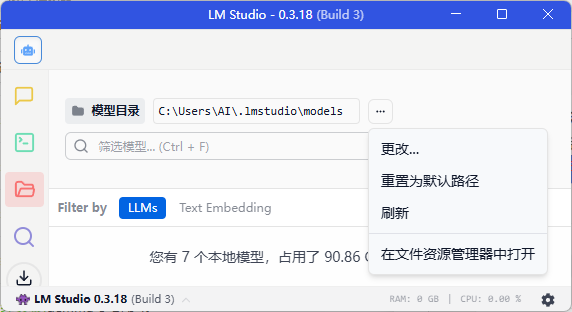 LM Studio - 0.3.18 (Build 3)
模型目录 C:\Users\AI\.lmstudio\models ...
筛选模型... (Ctrl + F)
更改...
重置为默认路径
刷新
在文件资源管理器中打开
Filter by LLMs Text Embedding
您有 7 个本地模型，占用了 90.86
LM Studio 0.3.18 (Build 3) RAM: 0 GB | CPU: 0.00 %